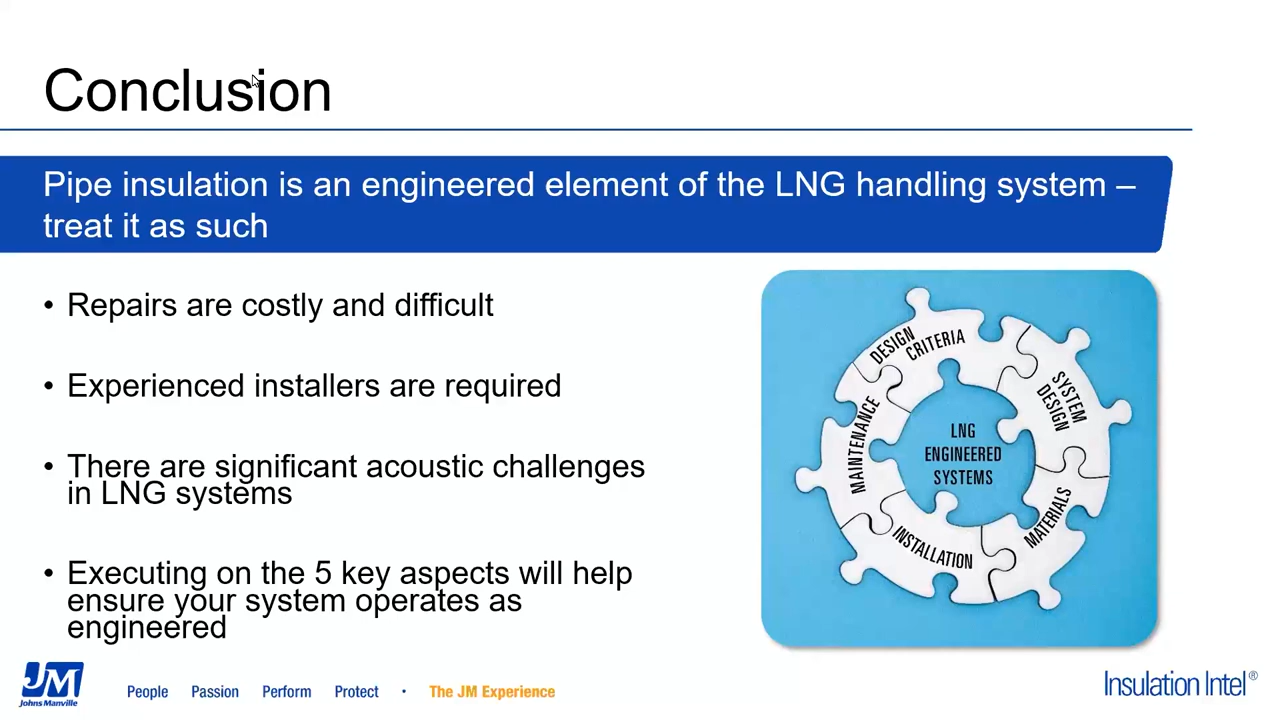 Conclusion
Pipe insulation is an engineered element of the LNG handling system –
treat it as such
• Repairs are costly and difficult
• Experienced installers are required
• There are significant acoustic challenges
in LNG systems
• Executing on the 5 key aspects will help
ensure your system operates as
engineered
DESIGN
CRITERIA
SYSTEM
DESIGN
MATERIALS
INSTALLATION
MAINTENANCE
LNG
ENGINEERED
SYSTEMS
JM
Johns Manville
People Passion Perform Protect • The JM Experience
Insulation Intel®